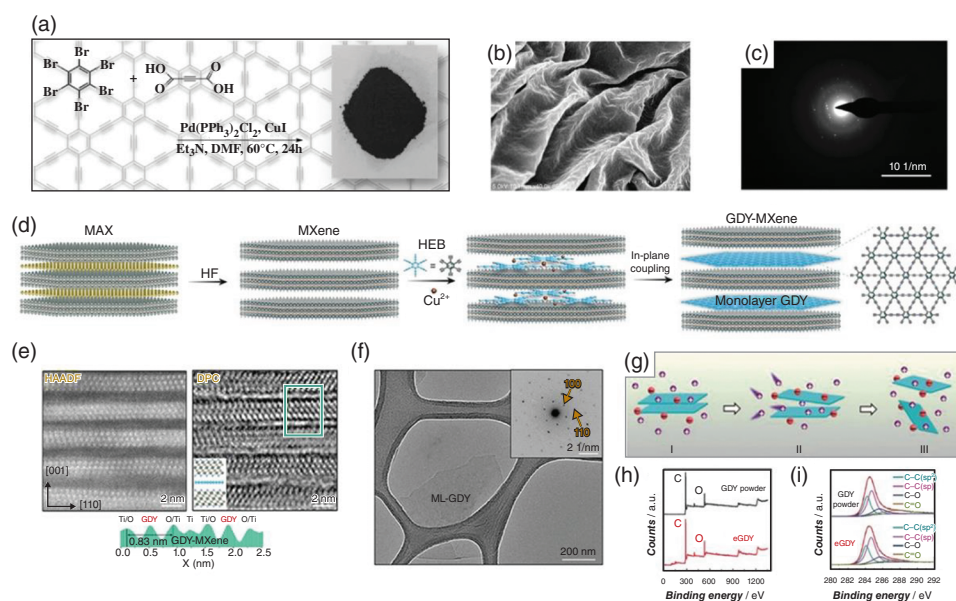 (a)
Br
Br
Br
Br
Br
Br
+
HO
O
O
OH
Pd(PPh3)2Cl2, CuI
Et3N, DMF, 60°C, 24h
(b)
(c)
10 1/nm
(d)
MAX
HF
MXene
HEB
=
Cu2+
In-plane
coupling
GDY-MXene
Monolayer GDY
(e)
HAADF
[001]
[110]
2 nm
DPO
2 nm
Ti/O GDY O/Ti Ti Ti/O GDY O/Ti
0.83 nm
GDY-MXene
0.0 0.5 1.0 1.5 2.0 2.5
X (nm)
(f)
100
110
2 1/nm
ML-GDY
200 nm
(g)
I
II
III
(h)
Counts / a.u.
C
O
GDY powder
C
O
eGDY
0 300 600 900 1200
Binding energy / eV
(i)
Counts / a.u.
GDY
powder
C-C(sp2)
C-C(sp)
C-O
C=O
eGDY
C-C(sp2)
C-C(sp)
C-O
C=O
280 282 284 286 288 290 292
Binding energy / eV